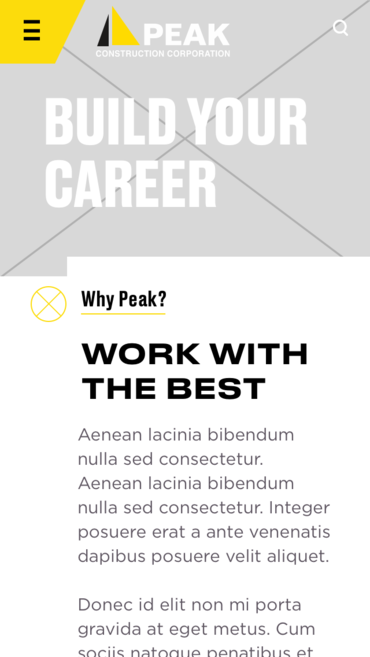 PEAK
CONSTRUCTION CORPORATION
BUILD YOUR
CAREER
Why Peak?
WORK WITH
THE BEST
Aenean lacinia bibendum
nulla sed consectetur.
Aenean lacinia bibendum
nulla sed consectetur. Integer
posuere erat a ante venenatis
dapibus posuere velit aliquet.
Donec id elit non mi porta
gravida at eget metus. Cum
sociis natoque penatibus et